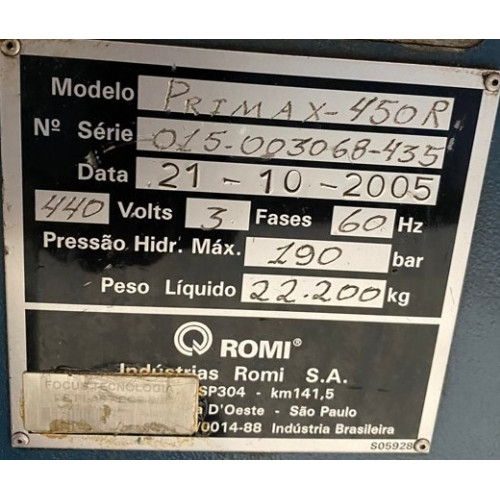 Modelo PRIMAX-450R
Nº Série 015-003068-435
Data 21-10-2005
440 Volts 3 Fases 60 Hz
Pressão Hidr. Máx. 190 bar
Peso Líquido 22.200 kg
ROMI®
Indústrias Romi S.A.
SP304 - km141,5
FOCUS TECNOLOGIA
D'Oeste - São Paulo
/0014-88 Indústria Brasileira
S05928